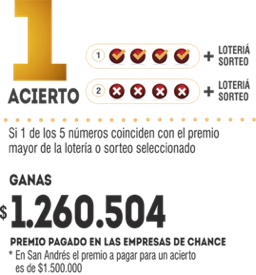 1
ACIERTO
1 + LOTERIÁ
SORTEO
2 + LOTERIÁ
SORTEO
Si 1 de los 5 números coinciden con el premio
mayor de la lotería o sorteo seleccionado
GANAS
$1.260.504
PREMIO PAGADO EN LAS EMPRESAS DE CHANCE
* En San Andrés el premio a pagar para un acierto
es de $1.500.000